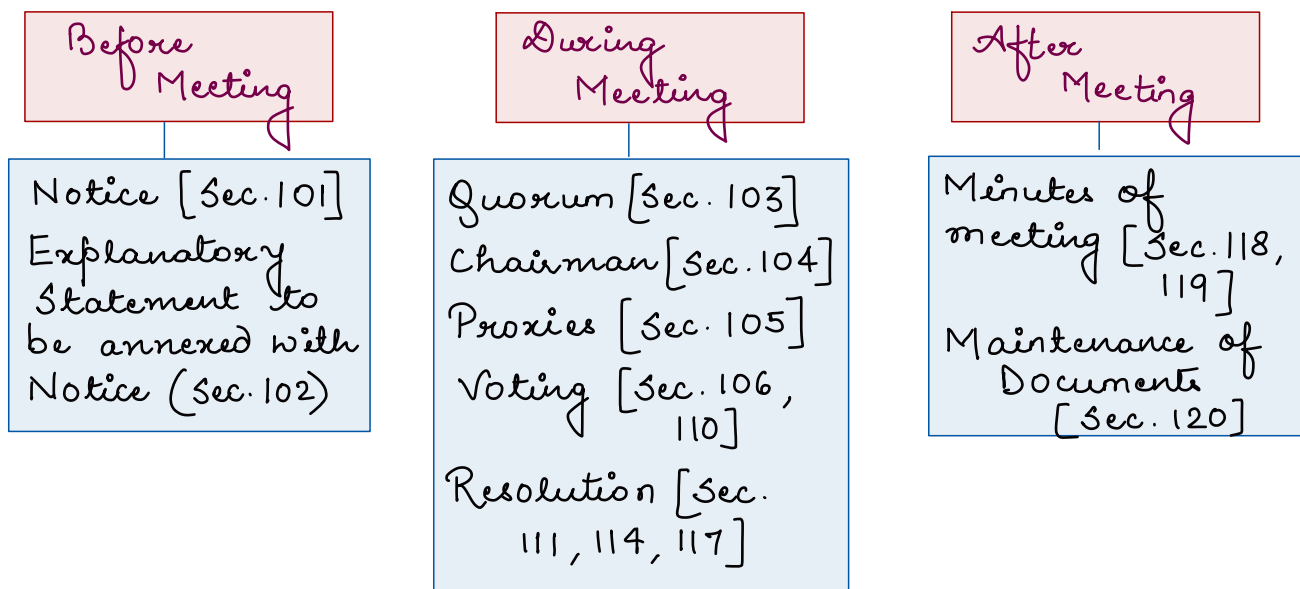 Before
Meeting
Notice [Sec. 101]
Explanatory
Statement to
be annexed with
Notice (Sec. 102)
During
Meeting
Quorum [Sec. 103]
Chairman [Sec. 104]
Proxies [Sec. 105]
Voting [Sec. 106,
110]
Resolution [Sec.
111, 114, 117]
After
Meeting
Minutes of
meeting [Sec. 118,
119]
Maintenance of
Documents
[Sec. 120]